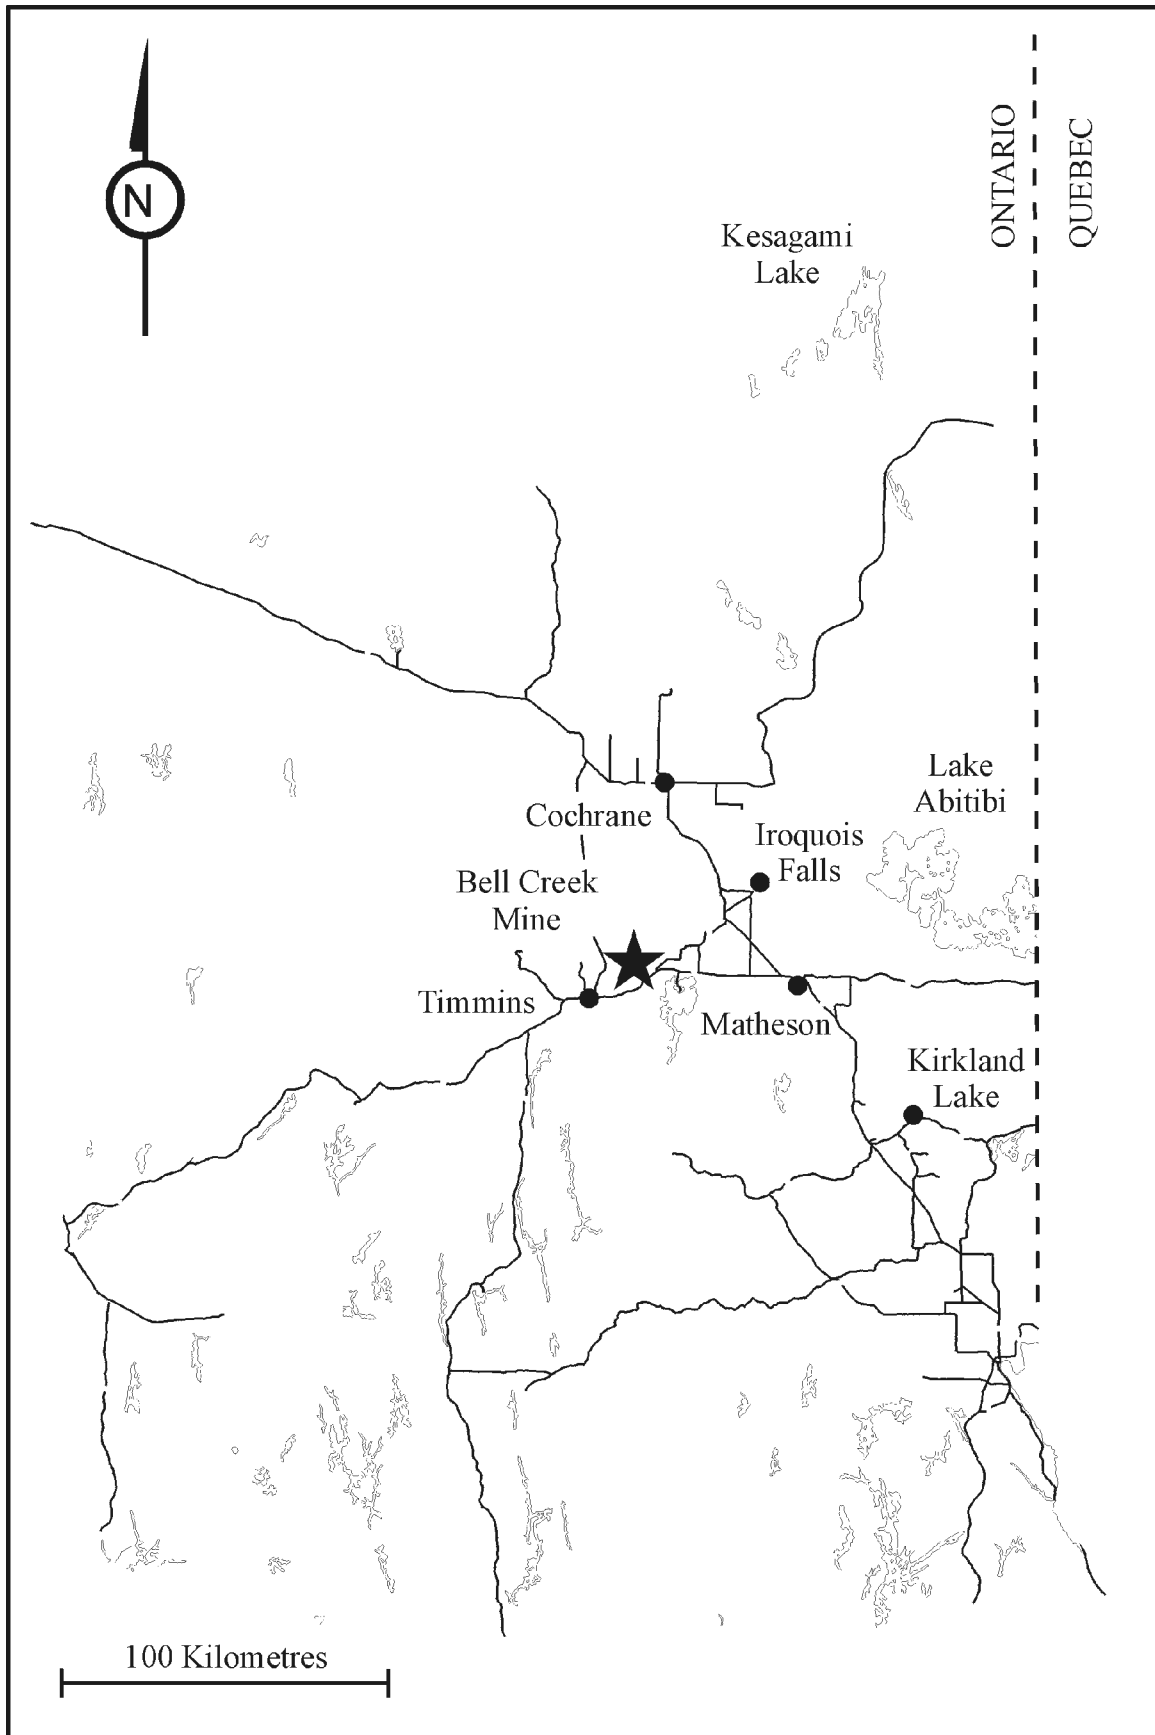 N
ONTARIO
QUEBEC
Kesagami
Lake
Lake
Abitibi
Cochrane
Iroquois
Falls
Bell Creek
Mine
Timmins
Matheson
Kirkland
Lake
100 Kilometres